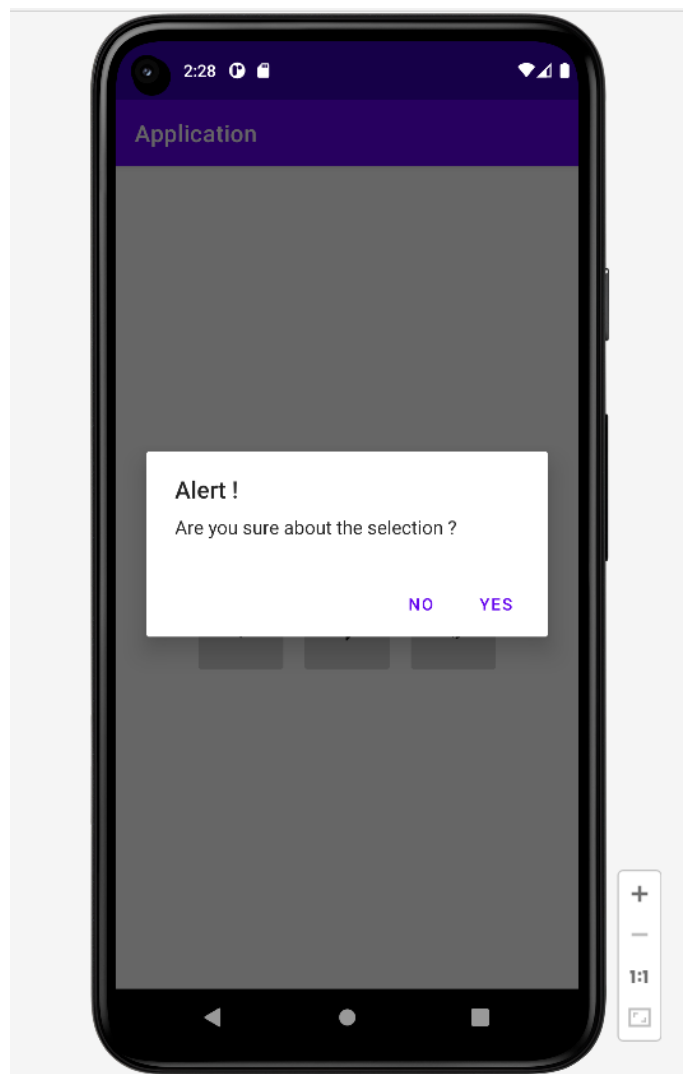 2:28
Application
Alert !
Are you sure about the selection ?
NO YES
1:1